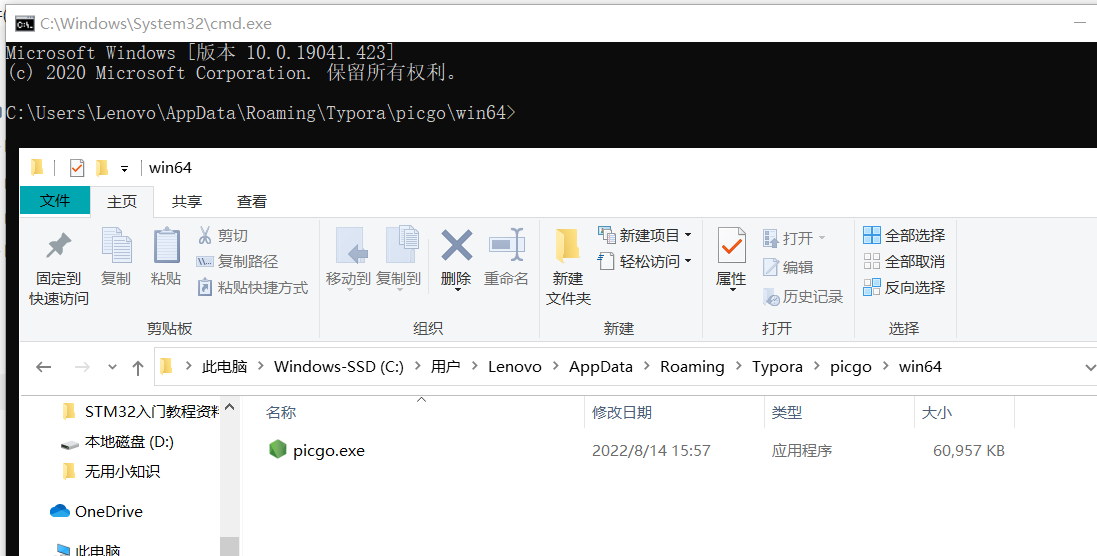 C:\Windows\System32\cmd.exe
Microsoft Windows [版本 10.0.19041.423]
(c) 2020 Microsoft Corporation. 保留所有权利。
C:\Users\Lenovo\AppData\Roaming\Typora\picgo\win64>
win64
文件 主页 共享 查看
固定到
快速访问
复制
粘贴
剪切
复制路径
粘贴快捷方式
剪贴板
移动到
复制到
删除
重命名
组织
新建
文件夹
新建项目
轻松访问
新建
属性
打开
编辑
历史记录
打开
全部选择
全部取消
反向选择
选择
此电脑 > Windows-SSD (C:) > 用户 > Lenovo > AppData > Roaming > Typora > picgo > win64
STM32入门教程资料
本地磁盘 (D:)
无用小知识
OneDrive
此电脑
名称 修改日期 类型 大小
picgo.exe 2022/8/14 15:57 应用程序 60,957 KB